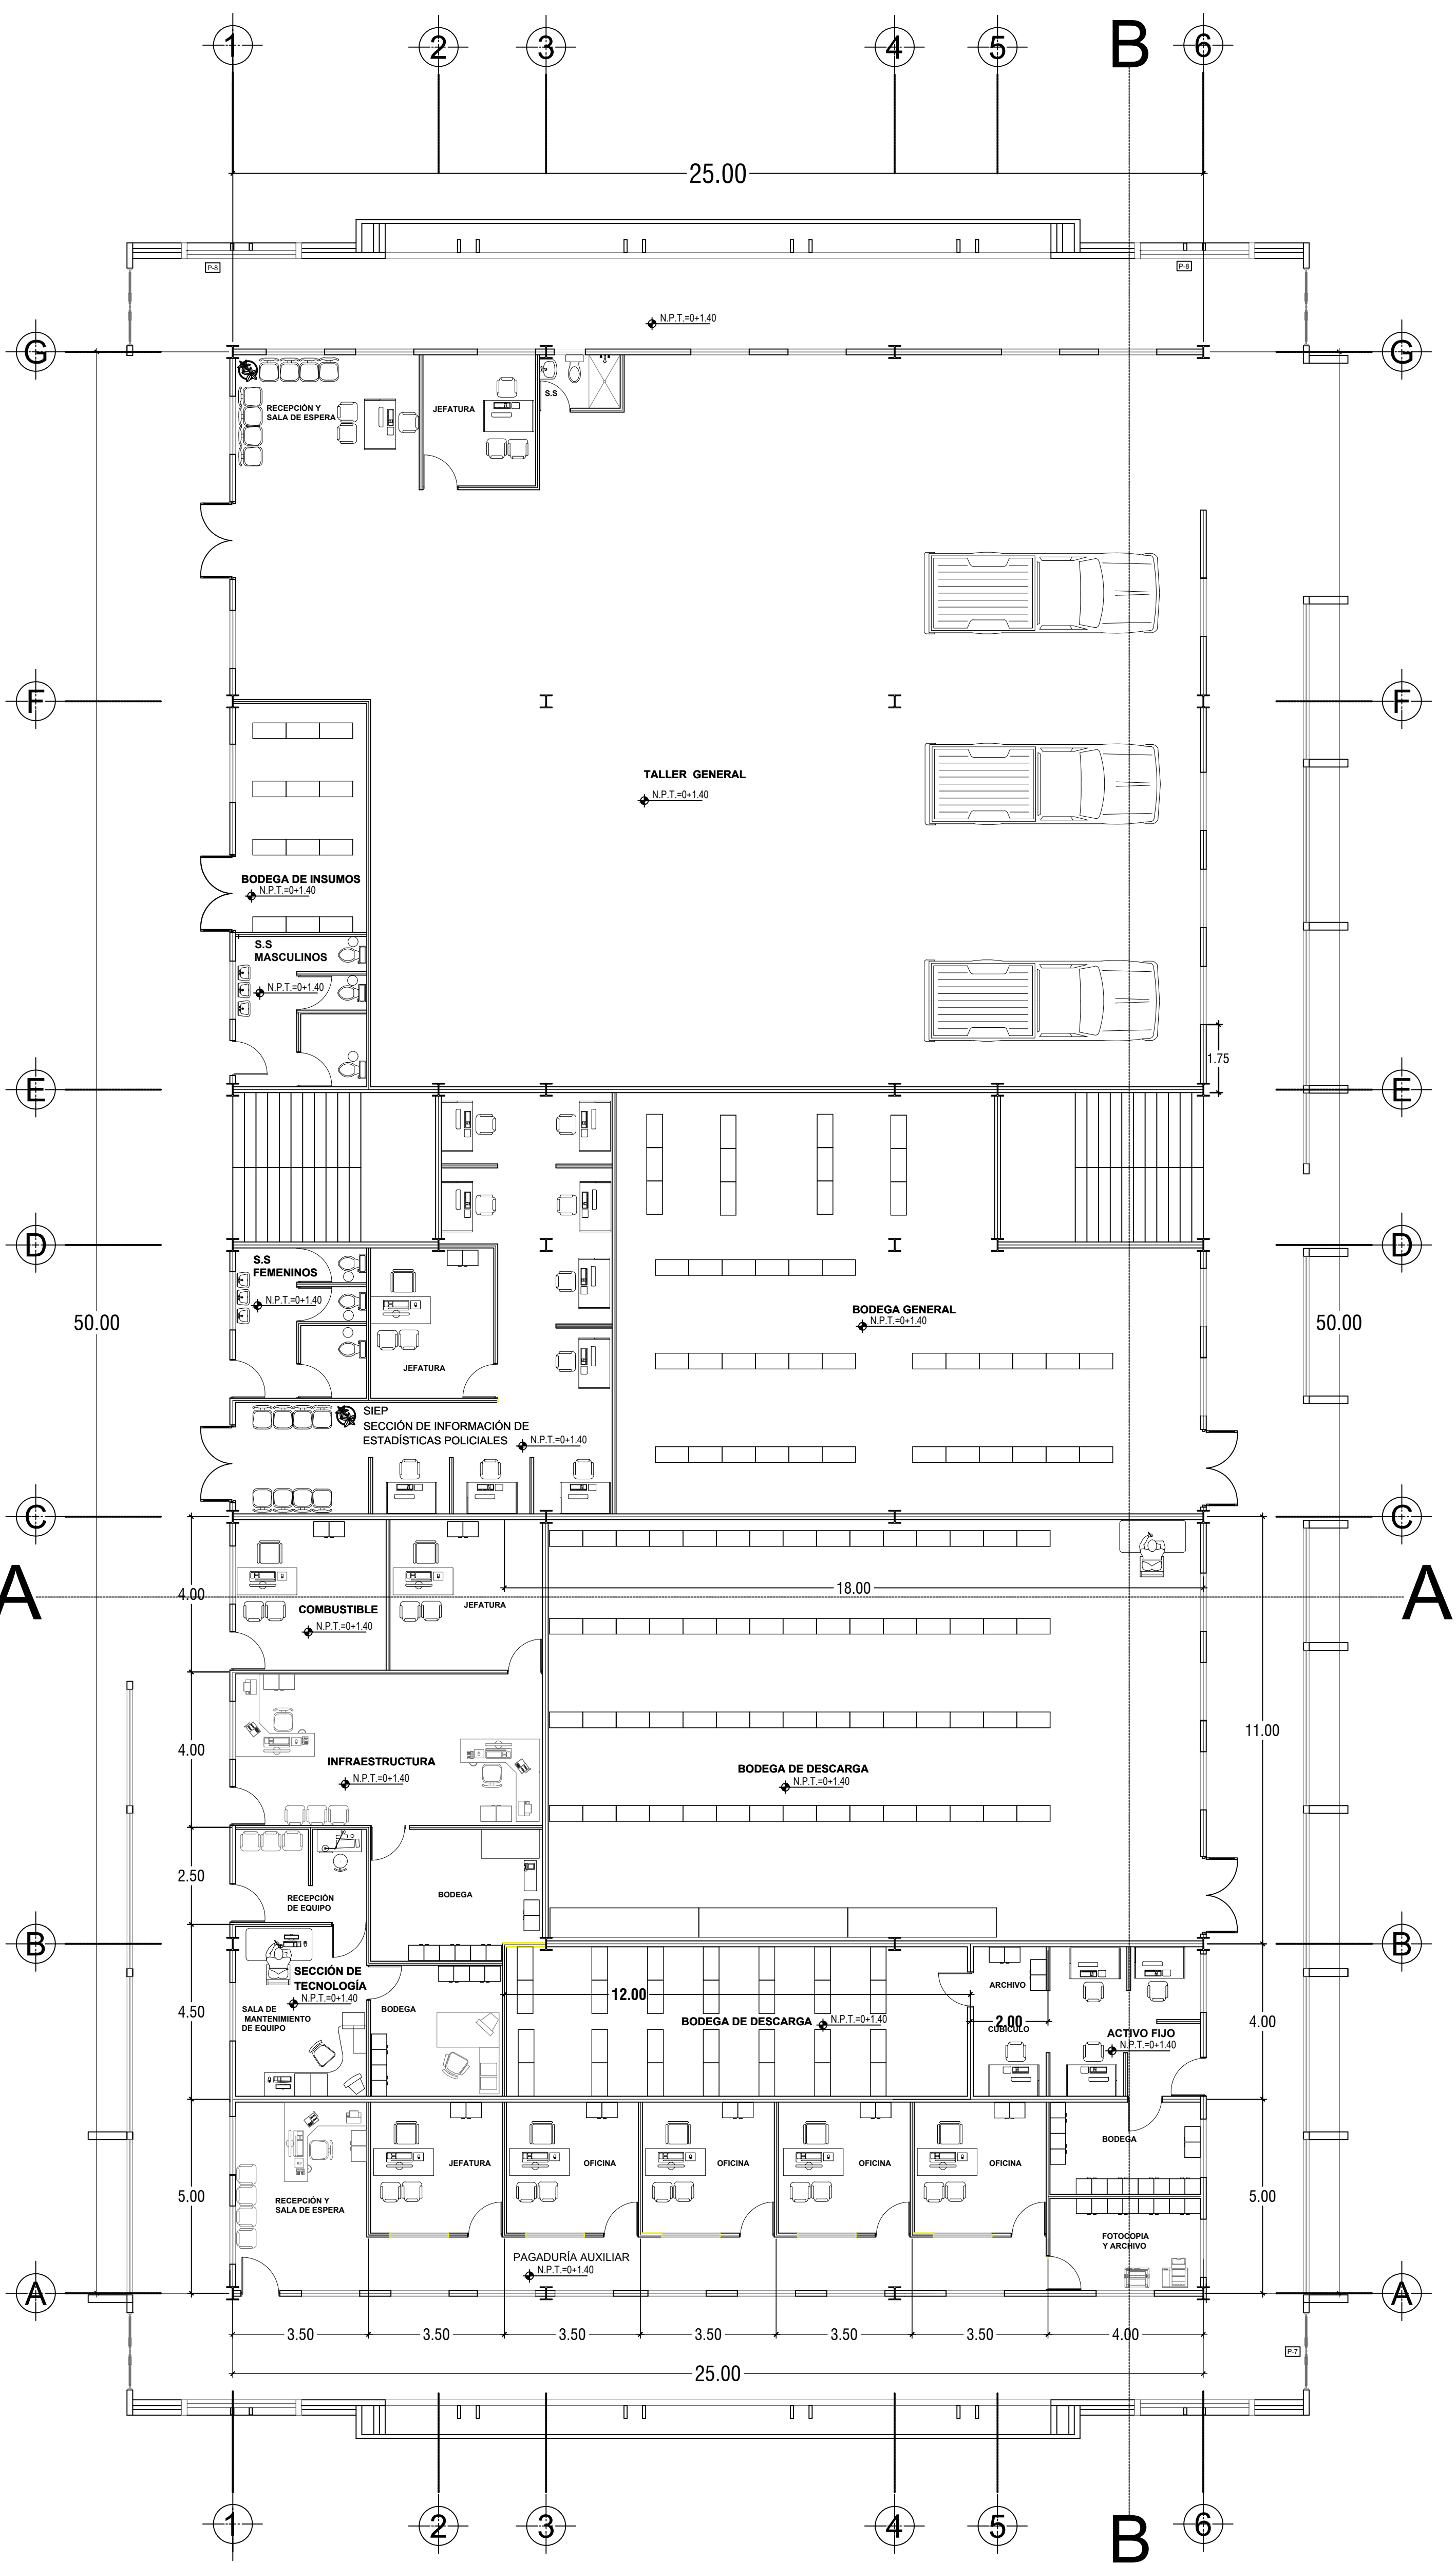 1
2
3
4
5
B
6
25.00
P-8
P-8
N.P.T.=0+1.40
G
G
RECEPCIÓN Y
SALA DE ESPERA
JEFATURA
S.S
F
F
TALLER GENERAL
N.P.T.=0+1.40
BODEGA DE INSUMOS
N.P.T.=0+1.40
S.S
MASCULINOS
N.P.T.=0+1.40
1.75
E
E
D
D
S.S
FEMENINOS
N.P.T.=0+1.40
50.00
50.00
BODEGA GENERAL
N.P.T.=0+1.40
JEFATURA
SIEP
SECCIÓN DE INFORMACIÓN DE
ESTADÍSTICAS POLICIALES
N.P.T.=0+1.40
C
C
A
A
4.00
18.00
COMBUSTIBLE
N.P.T.=0+1.40
JEFATURA
4.00
11.00
INFRAESTRUCTURA
N.P.T.=0+1.40
BODEGA DE DESCARGA
N.P.T.=0+1.40
2.50
RECEPCIÓN
DE EQUIPO
BODEGA
B
B
SECCIÓN DE
TECNOLOGÍA
N.P.T.=0+1.40
SALA DE
MANTENIMIENTO
DE EQUIPO
BODEGA
4.50
12.00
BODEGA DE DESCARGA
N.P.T.=0+1.40
ARCHIVO
2.00
CUBICULO
ACTIVO FIJO
N.P.T.=0+1.40
4.00
BODEGA
JEFATURA
OFICINA
OFICINA
OFICINA
OFICINA
5.00
5.00
RECEPCIÓN Y
SALA DE ESPERA
FOTOCOPIA
Y ARCHIVO
PAGADURÍA AUXILIAR
N.P.T.=0+1.40
A
A
3.50
3.50
3.50
3.50
3.50
3.50
4.00
P-7
25.00
1
2
3
4
5
B
6